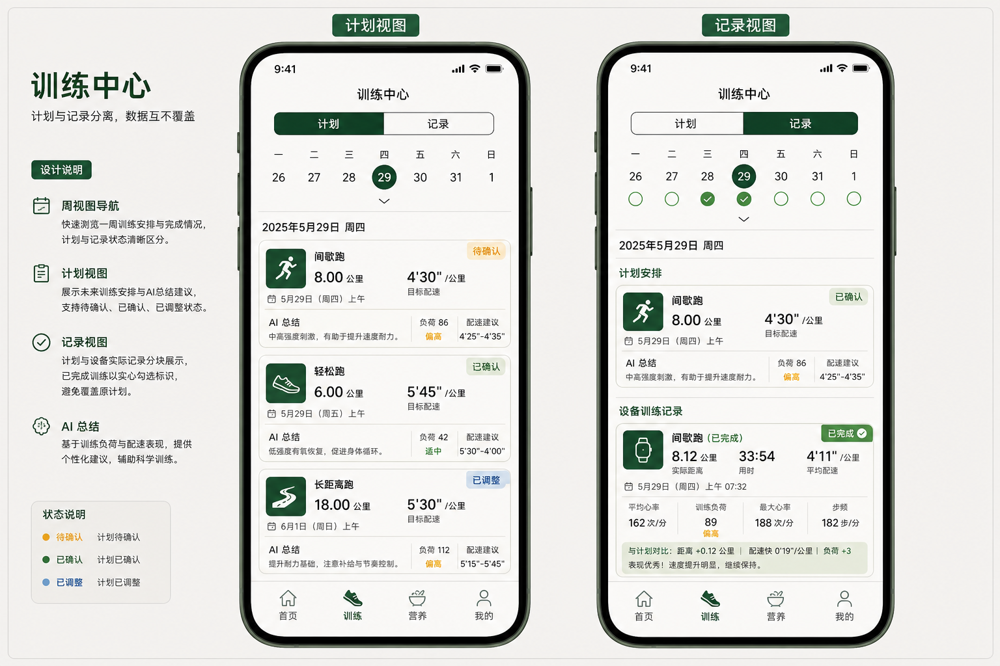 训练中心
计划与记录分离，数据互不覆盖
设计说明
周视图导航
快速浏览一周训练安排与完成情况，
计划与记录状态清晰区分。
计划视图
展示未来训练安排与AI总结建议，
支持待确认、已确认、已调整状态。
记录视图
计划与设备实际记录分块展示，
已完成训练以实心勾选标识，
避免覆盖原计划。
AI 总结
基于训练负荷与配速表现，提供
个性化建议，辅助科学训练。
状态说明
待确认 计划待确认
已确认 计划已确认
已调整 计划已调整
计划视图
9:41
训练中心
计划 记录
一 二 三 四 五 六 日
26 27 28 29 30 31 1
2025年5月29日 周四
待确认
间歇跑
8.00 公里 4'30" /公里
目标配速
5月29日（周四）上午
AI 总结 负荷 86 配速建议
中高强度刺激，有助于提升速度耐力。 偏高 4'25"-4'35"
已确认
轻松跑
6.00 公里 5'45" /公里
目标配速
5月29日（周五）上午
AI 总结 负荷 42 配速建议
低强度有氧恢复，促进身体循环。 适中 5'30"-4'00"
已调整
长距离跑
18.00 公里 5'30" /公里
目标配速
6月1日（周日）上午
AI 总结 负荷 112 配速建议
提升耐力基础，注意补给与节奏控制。 偏高 5'15"-5'45"
首页 训练 营养 我的
记录视图
9:41
训练中心
计划 记录
一 二 三 四 五 六 日
26 27 28 29 30 31 1
2025年5月29日 周四
计划安排
已确认
间歇跑
8.00 公里 4'30" /公里
目标配速
5月29日（周四）上午
AI 总结 负荷 86 配速建议
中高强度刺激，有助于提升速度耐力。 偏高 4'25"-4'35"
设备训练记录
已完成
间歇跑 (已完成)
8.12 公里 33:54 4'11" /公里
实际距离 用时 平均配速
5月29日（周四）上午 07:32
平均心率 训练负荷 最大心率 步频
162 次/分 89 188 次/分 182 步/分
偏高
与计划对比：距离 +0.12 公里 | 配速快 0'19"/公里 | 负荷 +3
表现优秀！速度提升明显，继续保持。
首页 训练 营养 我的